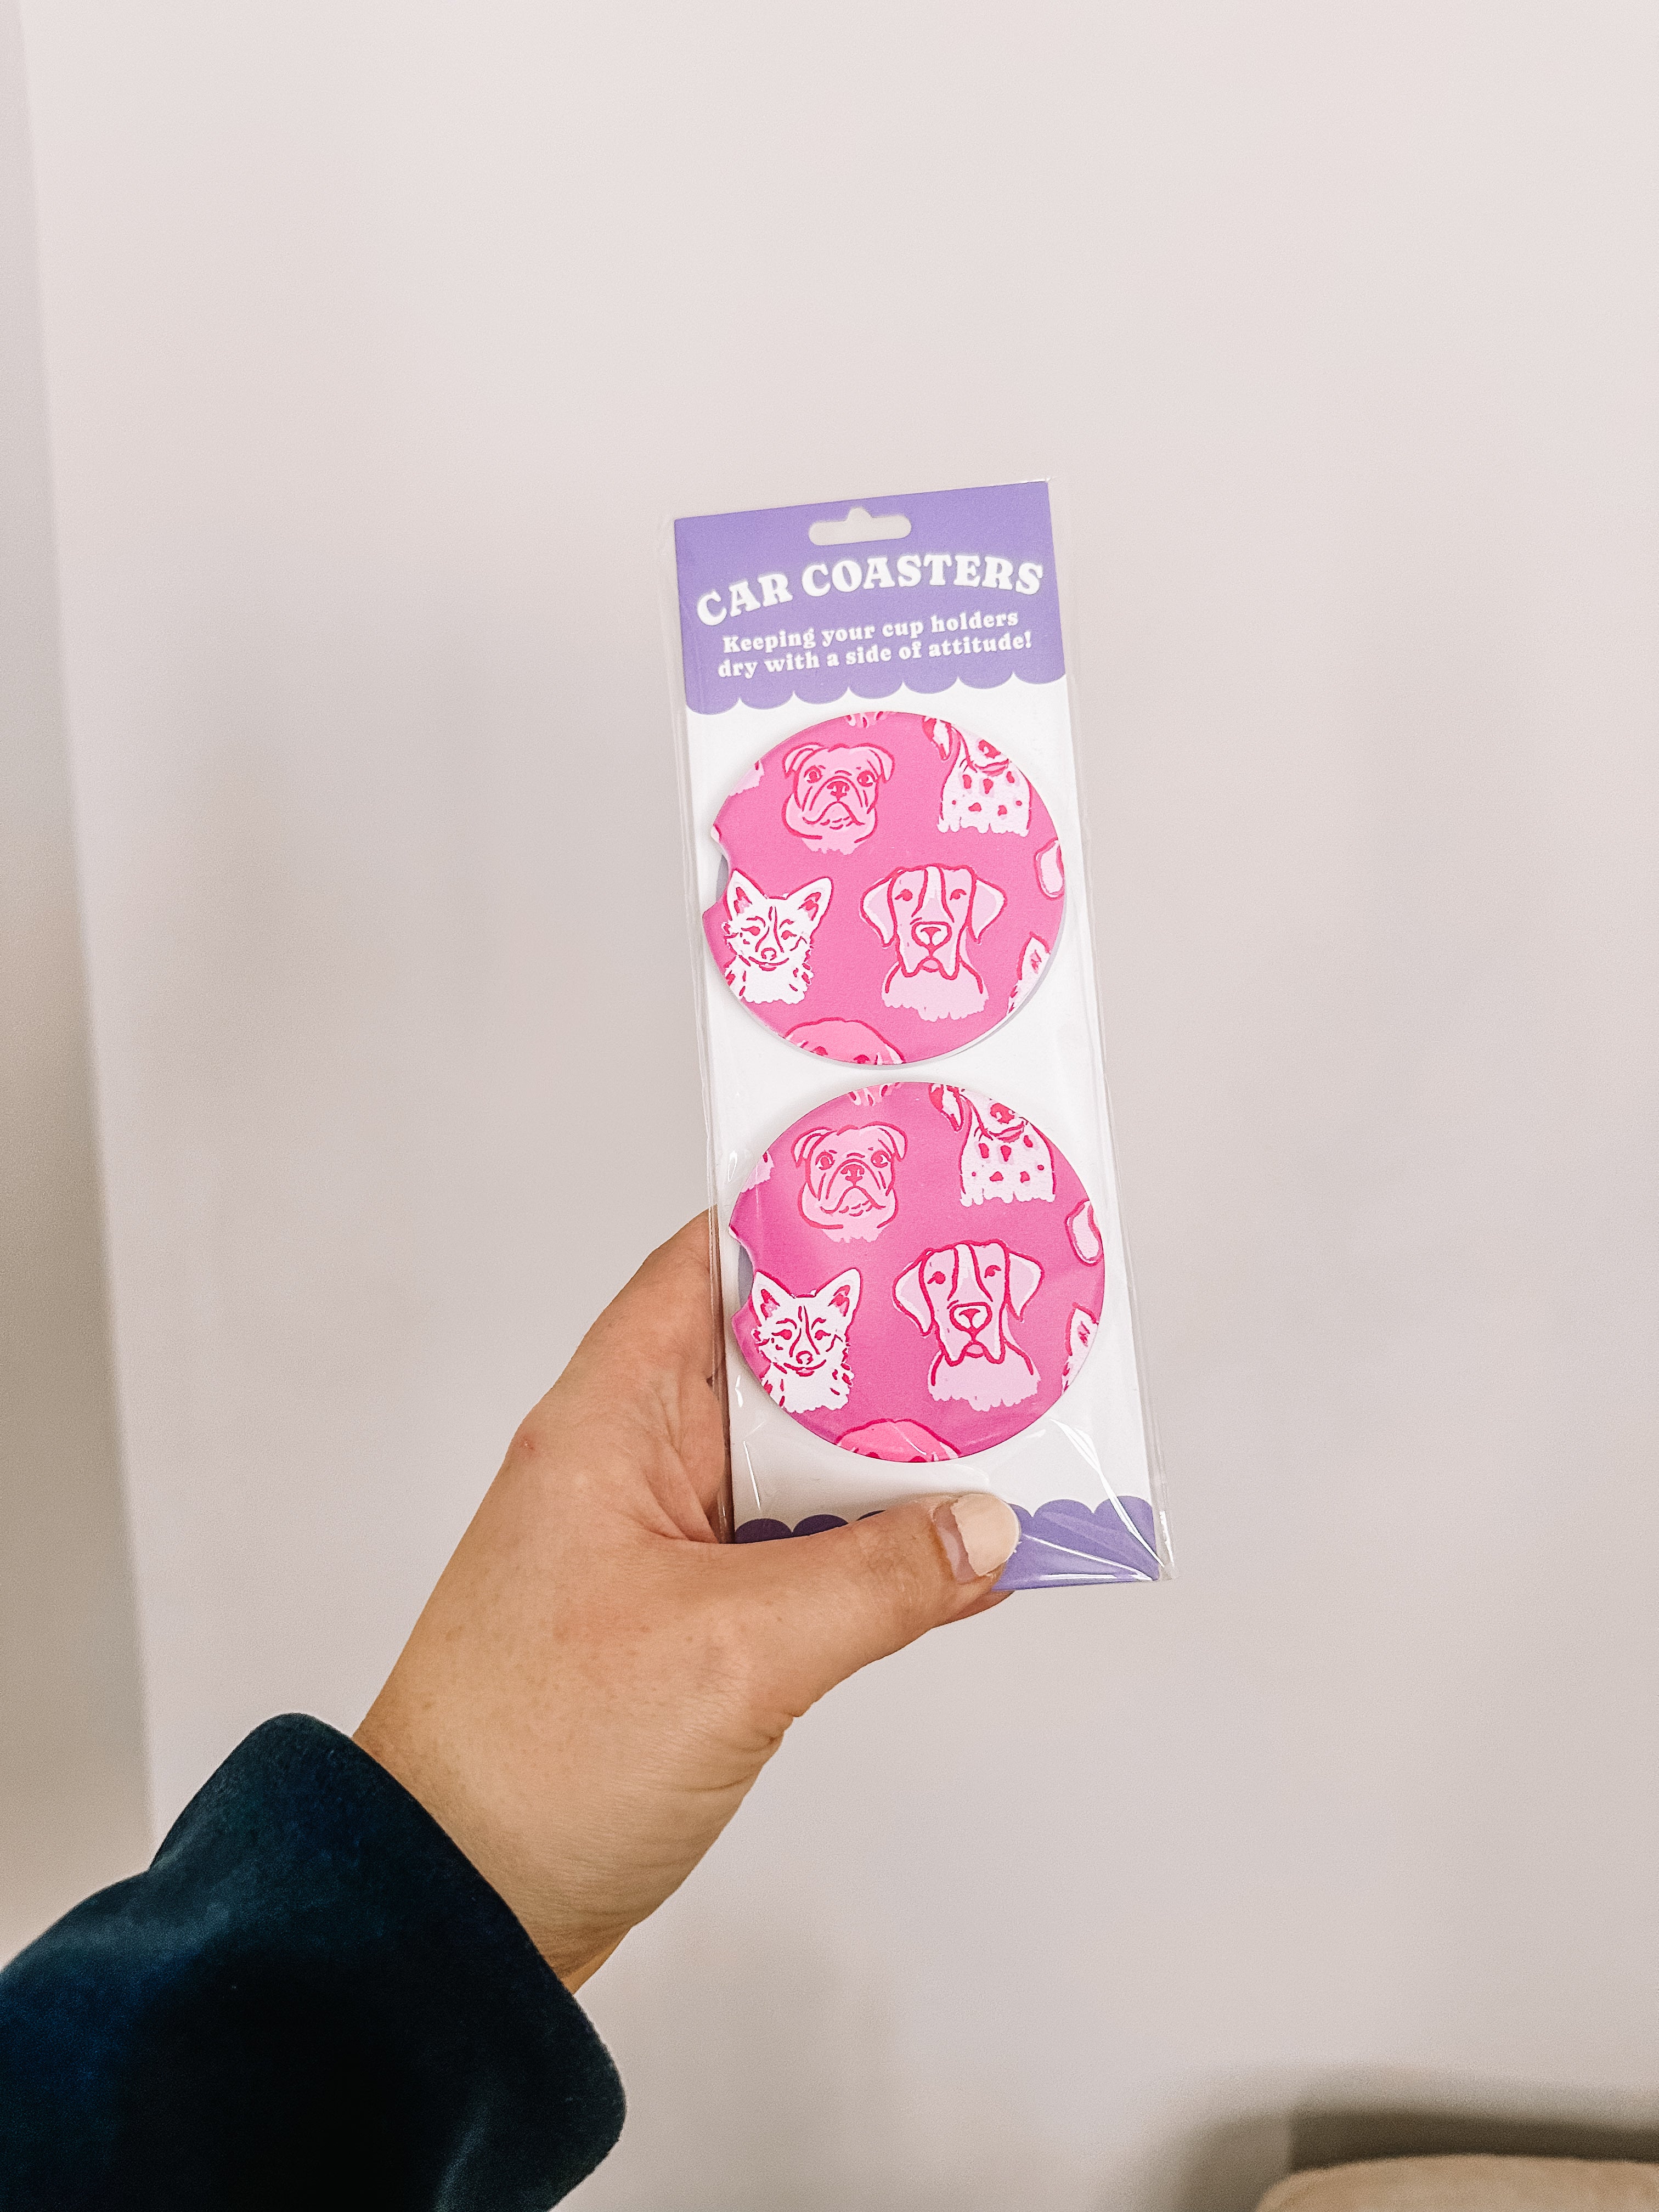 CAR COASTERS
Keeping your cup holders
dry with a side of attitude!